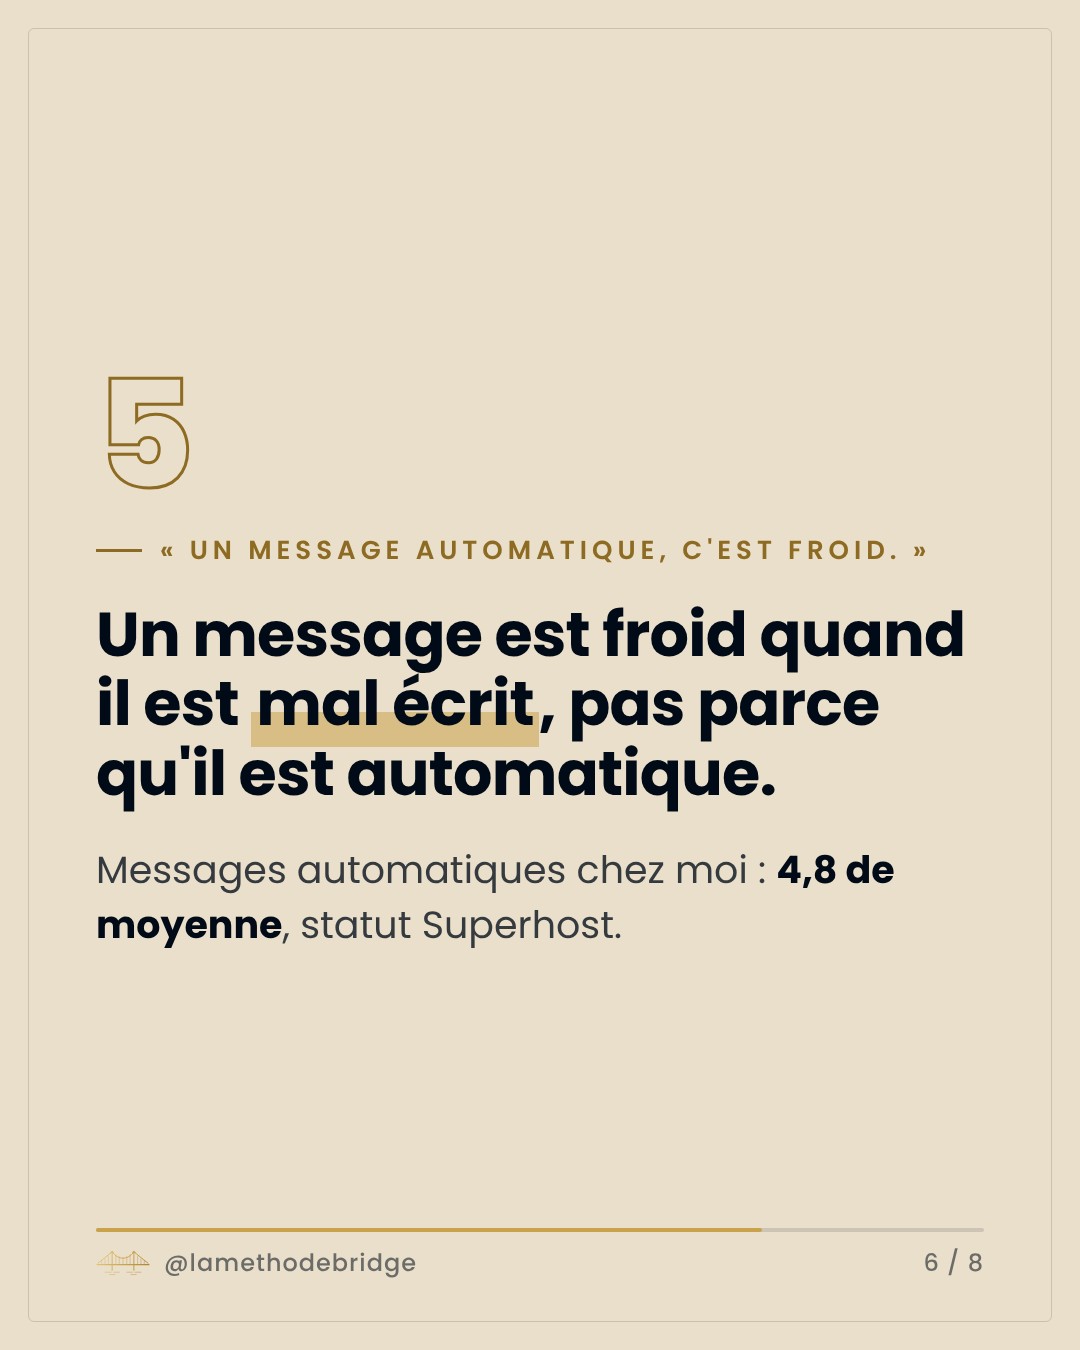 5
« UN MESSAGE AUTOMATIQUE, C'EST FROID. »
Un message est froid quand
il est mal écrit, pas parce
qu'il est automatique.
Messages automatiques chez moi : 4,8 de
moyenne, statut Superhost.
@lamethodebridge
6 / 8